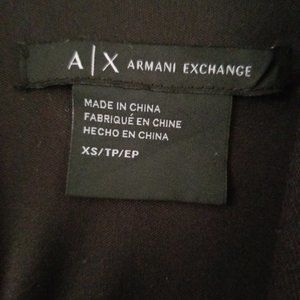 A|X ARMANI EXCHANGE
MADE IN CHINA
FABRIQUÉ EN CHINE
HECHO EN CHINA
XS/TP/EP